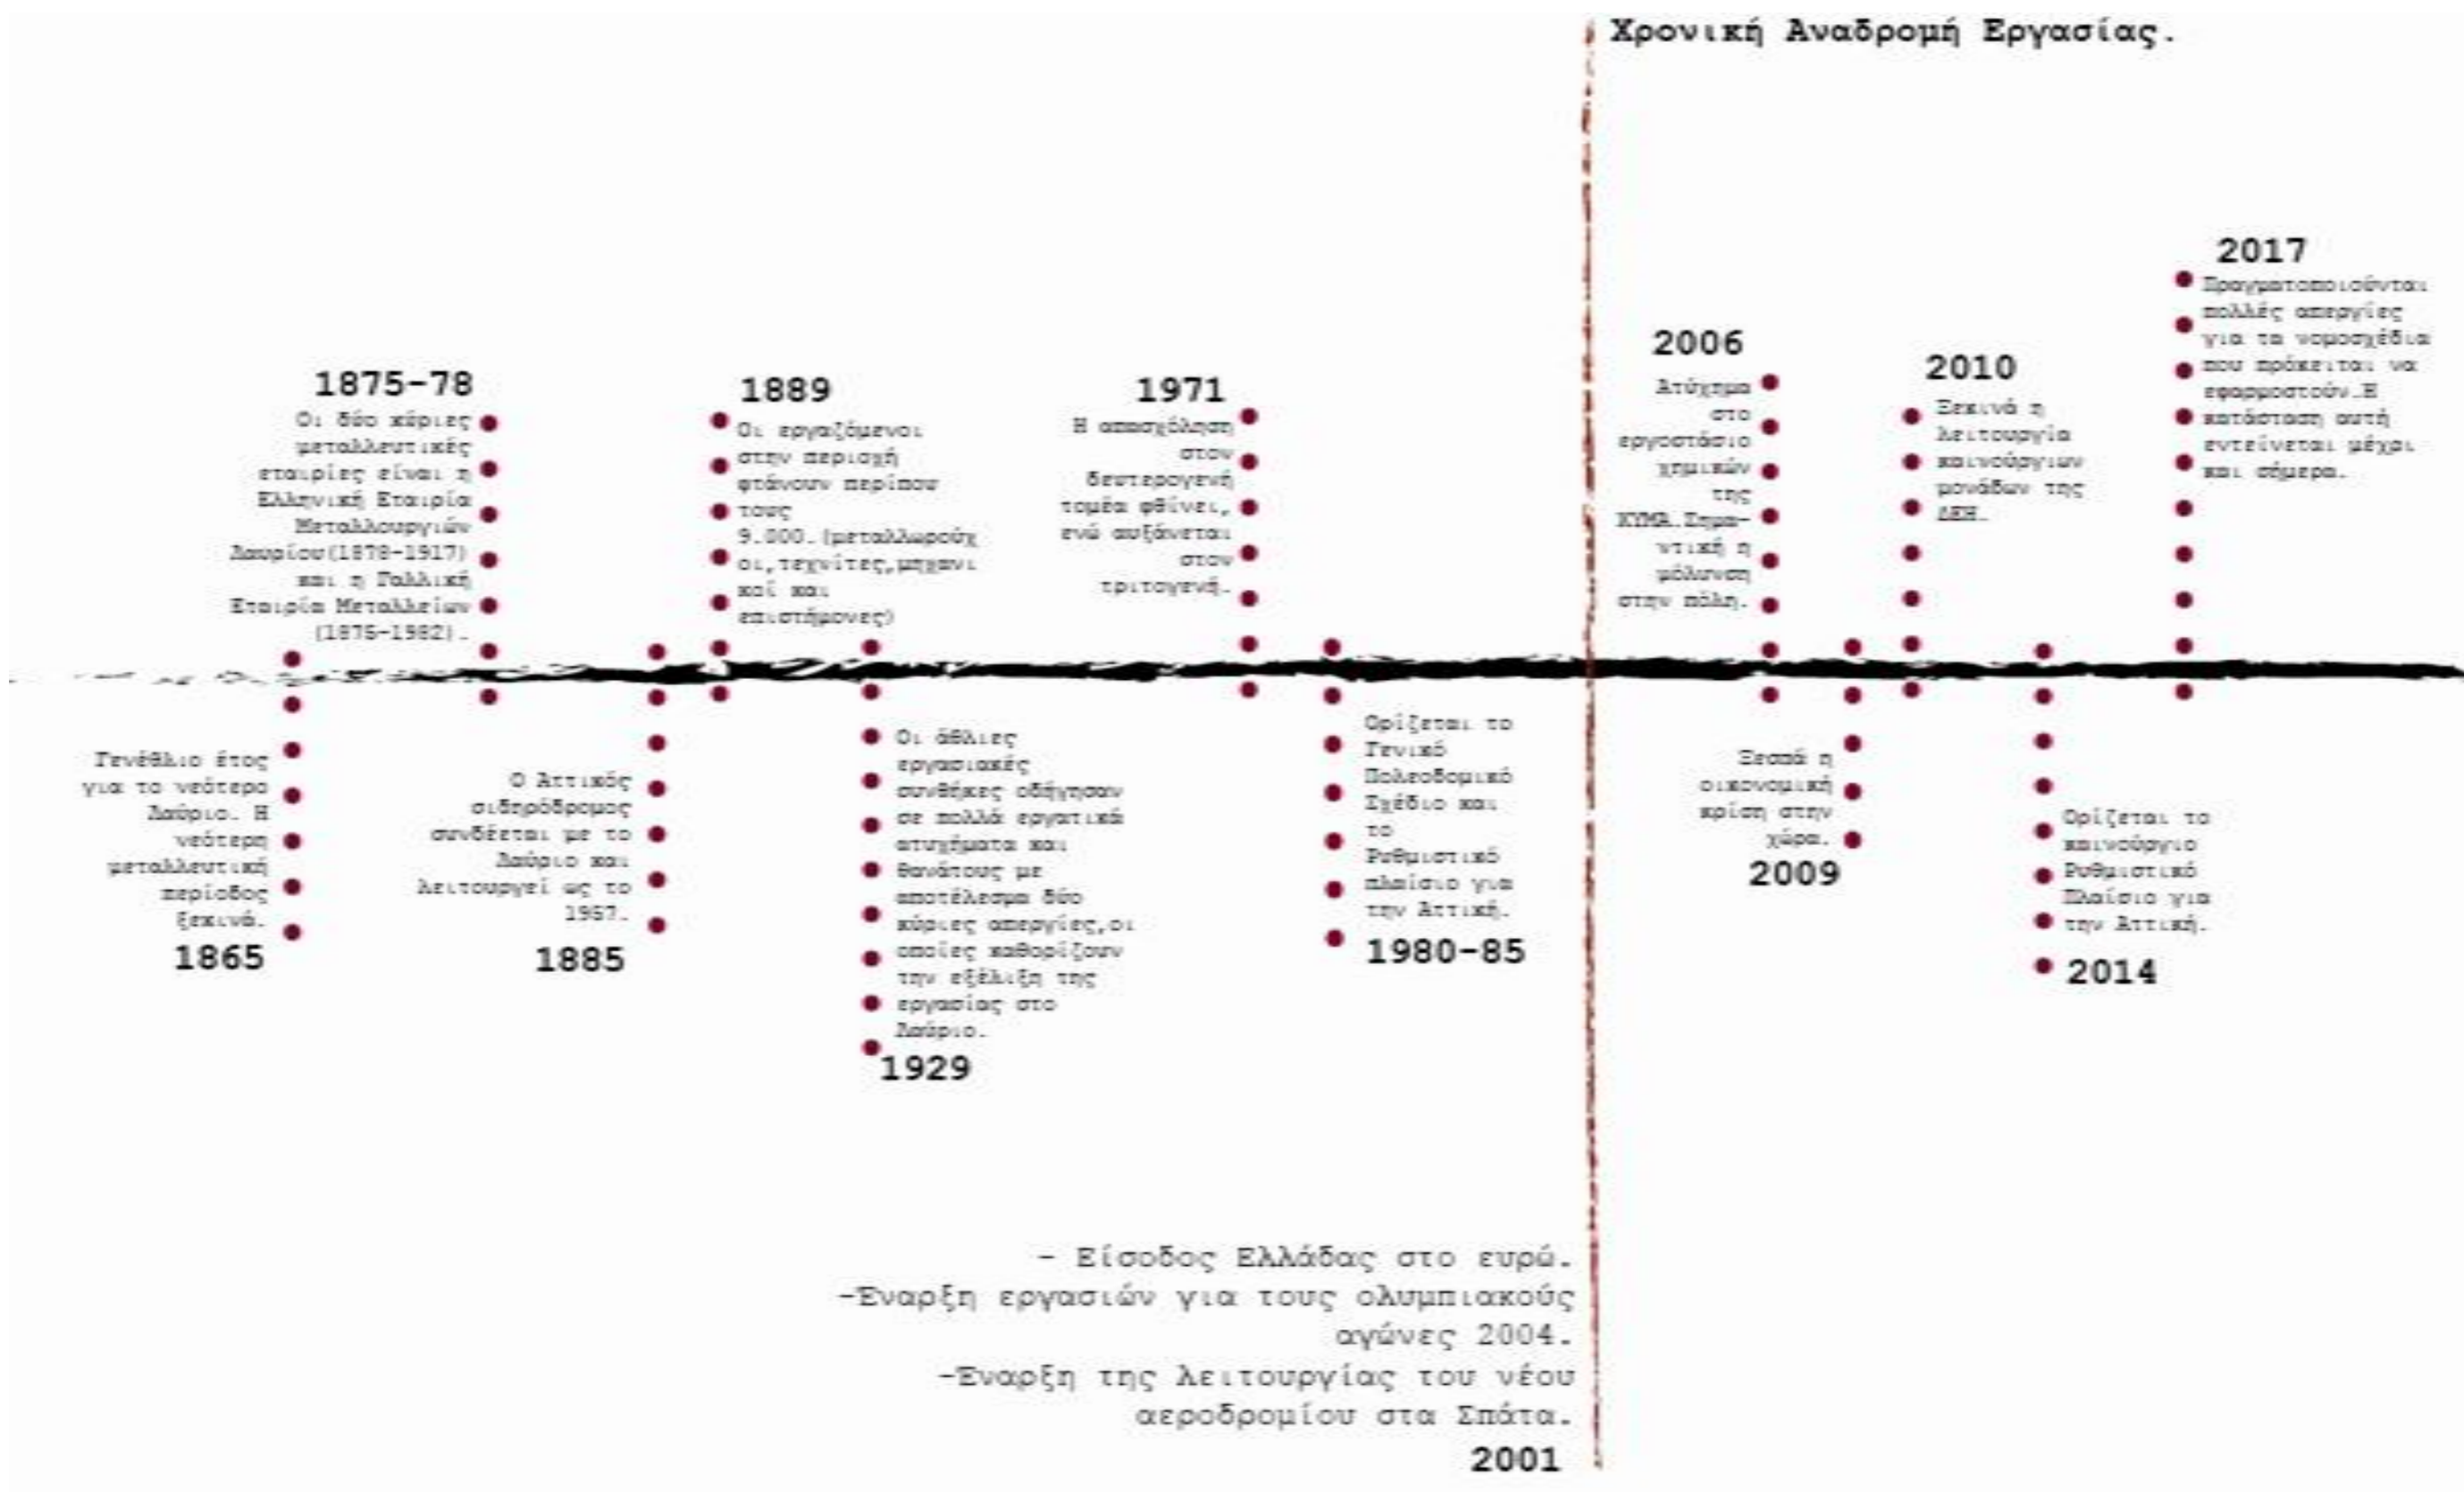 Χρονική Αναδρομή Εργασίας.
1875-78
Οι δύο κύριες
μεταλλευτικές
εταιρίες είναι η
Ελληνική Εταιρία
Μεταλλουργιών
Λαυρίου(1878-1917)
και η Γαλλική
Εταιρία Μεταλλείων
(1875-1982).
1889
Οι εργαζόμενοι
στην περιοχή
φτάνουν περίπου
τους
9.000.(μεταλλωρούχ
οι,τεχνίτες,μηχανι
κοί και
επιστήμονες)
1971
Η απασχόληση
στον
δευτερογενή
τομέα φθίνει,
ενώ αυξάνεται
στον
τριτογενή.
2006
Ατύχημα
στο
εργοστάσιο
χημικών
της
ΚΥΜΑ.Σημα-
ντική η
μόλυνση
στην πόλη.
2010
Ξεκινά η
λειτουργία
καινούργιων
μονάδων της
ΔΕΗ.
2017
Πραγματοποιούνται
πολλές απεργίες
για τα νομοσχέδια
που πρόκειται να
εφαρμοστούν.Η
κατάσταση αυτή
εντείνεται μέχρι
και σήμερα.
Γενέθλιο έτος
για το νεότερο
Λαύριο. Η
νεότερη
μεταλλευτική
περίοδος
ξεκινά.
1865
Ο Αττικός
σιδηρόδρομος
συνδέεται με το
Λαύριο και
λειτουργεί ως το
1957.
1885
Οι άθλιες
εργασιακές
συνθήκες οδήγησαν
σε πολλά εργατικά
ατυχήματα και
θανάτους με
αποτέλεσμα δύο
κύριες απεργίες,οι
οποίες καθορίζουν
την εξέλιξη της
εργασίας στο
Λαύριο.
1929
Ορίζεται το
Γενικό
Πολεοδομικό
Σχέδιο και
το
Ρυθμιστικό
πλαίσιο για
την Αττική.
1980-85
Ξεσπά η
οικονομική
κρίση στην
χώρα.
2009
Ορίζεται το
καινούργιο
Ρυθμιστικό
Πλαίσιο για
την Αττική.
2014
- Είσοδος Ελλάδας στο ευρώ.
-Έναρξη εργασιών για τους ολυμπιακούς
αγώνες 2004.
-Έναρξη της λειτουργίας του νέου
αεροδρομίου στα Σπάτα.
2001